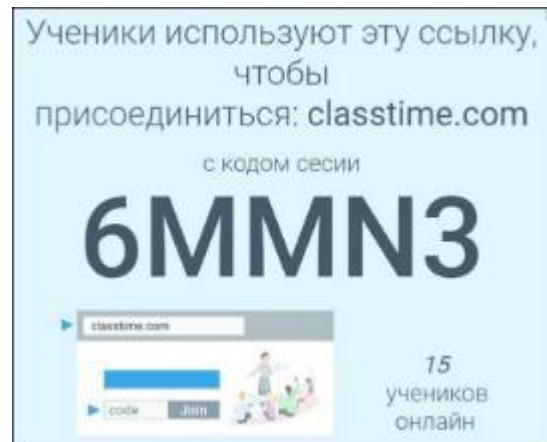 Ученики используют эту ссылку,
чтобы
присоединиться: classtime.com
с кодом сесии
6MMN3
classtime.com
code Join
15
учеников
онлайн